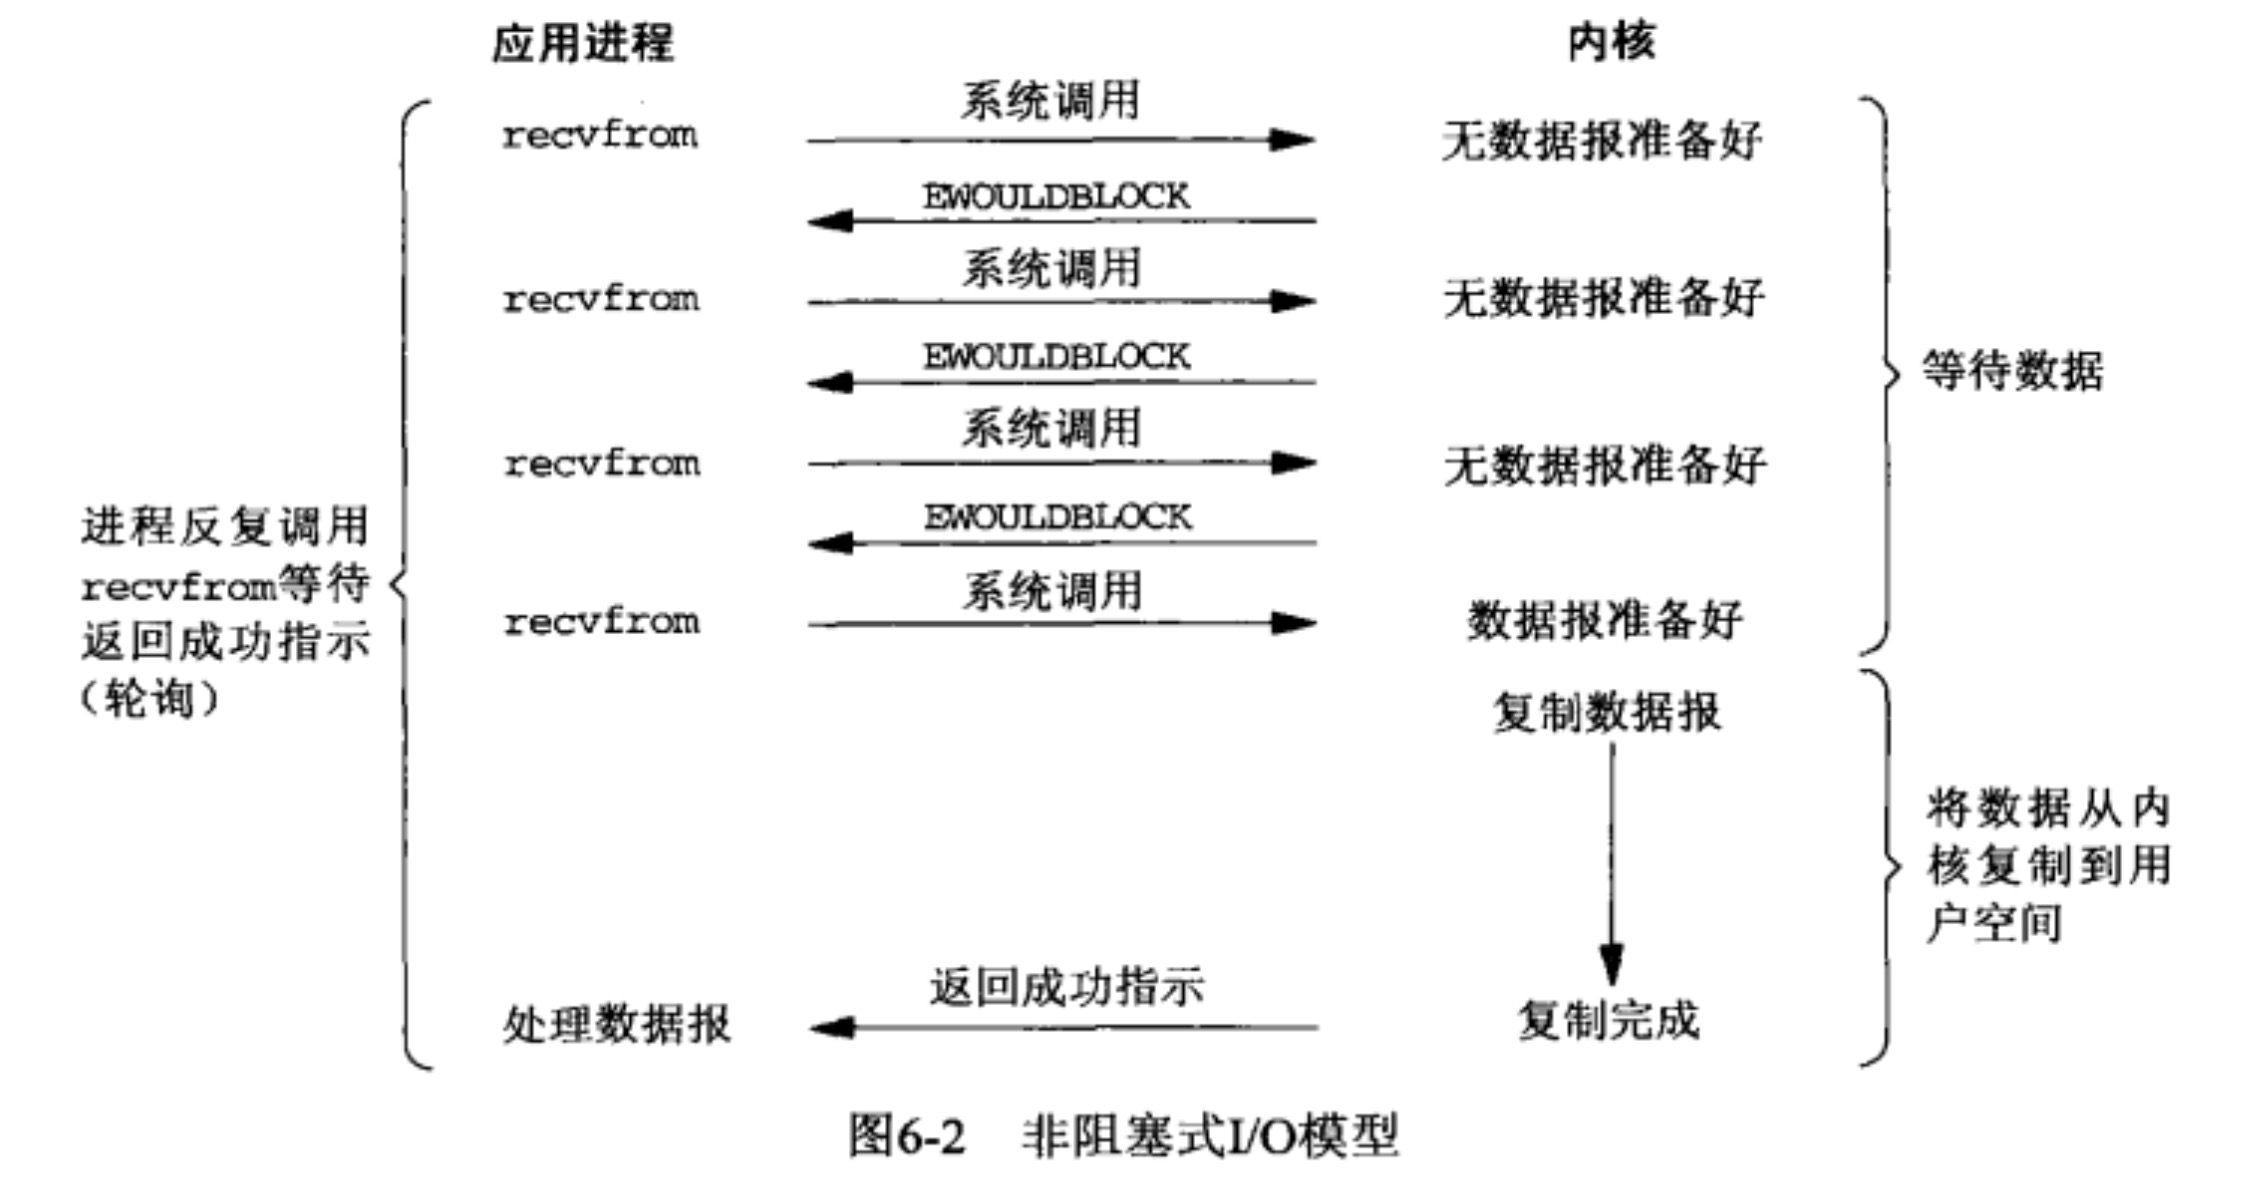 应用进程
内核
系统调用
recvfrom
无数据报准备好
EWOULDBLOCK
系统调用
recvfrom
无数据报准备好
EWOULDBLOCK
等待数据
系统调用
recvfrom
无数据报准备好
EWOULDBLOCK
进程反复调用
recvfrom等待
返回成功指示
（轮询）
系统调用
recvfrom
数据报准备好
复制数据报
将数据从内
核复制到用
户空间
返回成功指示
处理数据报
复制完成
图6-2 非阻塞式I/O模型